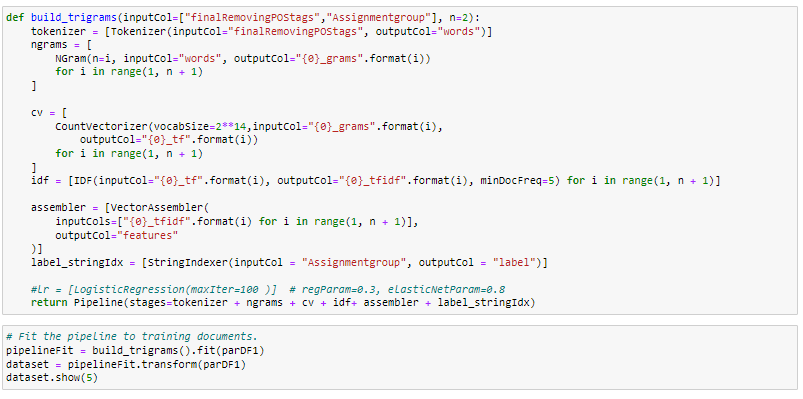 def build_trigrams(inputCol=["finalRemovingPOStags","Assignmentgroup"], n=2):
    tokenizer = [Tokenizer(inputCol="finalRemovingPOStags", outputCol="words")]
    ngrams = [
        NGram(n=i, inputCol="words", outputCol="{0}_grams".format(i))
        for i in range(1, n + 1)
    ]

    cv = [
        CountVectorizer(vocabSize=2**14,inputCol="{0}_grams".format(i),
            outputCol="{0}_tf".format(i))
        for i in range(1, n + 1)
    ]
    idf = [IDF(inputCol="{0}_tf".format(i), outputCol="{0}_tfidf".format(i), minDocFreq=5) for i in range(1, n + 1)]

    assembler = [VectorAssembler(
        inputCols=["{0}_tfidf".format(i) for i in range(1, n + 1)],
        outputCol="features"
    )]
    label_stringIdx = [StringIndexer(inputCol = "Assignmentgroup", outputCol = "label")]

    #lr = [LogisticRegression(maxIter=100 )]  # regParam=0.3, elasticNetParam=0.8
    return Pipeline(stages=tokenizer + ngrams + cv + idf+ assembler + label_stringIdx)

# Fit the pipeline to training documents.
pipelineFit = build_trigrams().fit(parDF1)
dataset = pipelineFit.transform(parDF1)
dataset.show(5)